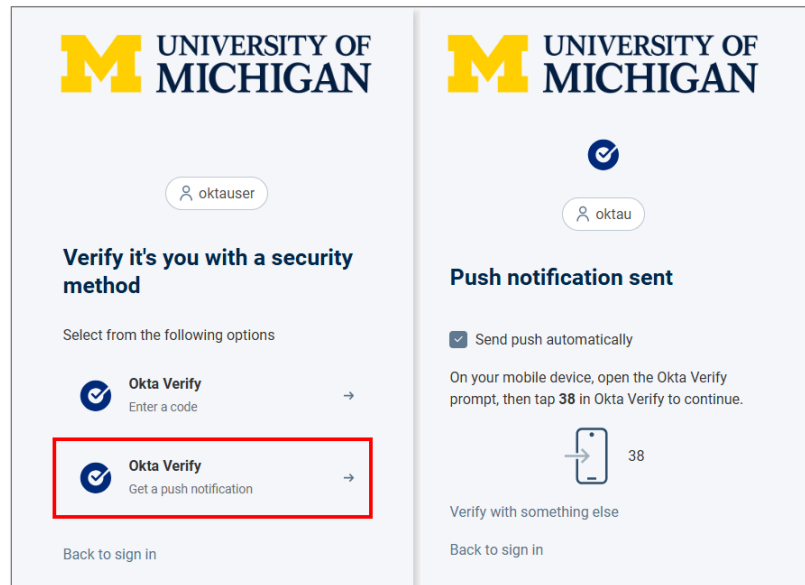 UNIVERSITY OF
MICHIGAN
oktauser
Verify it's you with a security
method
Select from the following options
Okta Verify
Enter a code
Okta Verify
Get a push notification
Back to sign in
UNIVERSITY OF
MICHIGAN
oktau
Push notification sent
Send push automatically
On your mobile device, open the Okta Verify
prompt, then tap 38 in Okta Verify to continue.
38
Verify with something else
Back to sign in